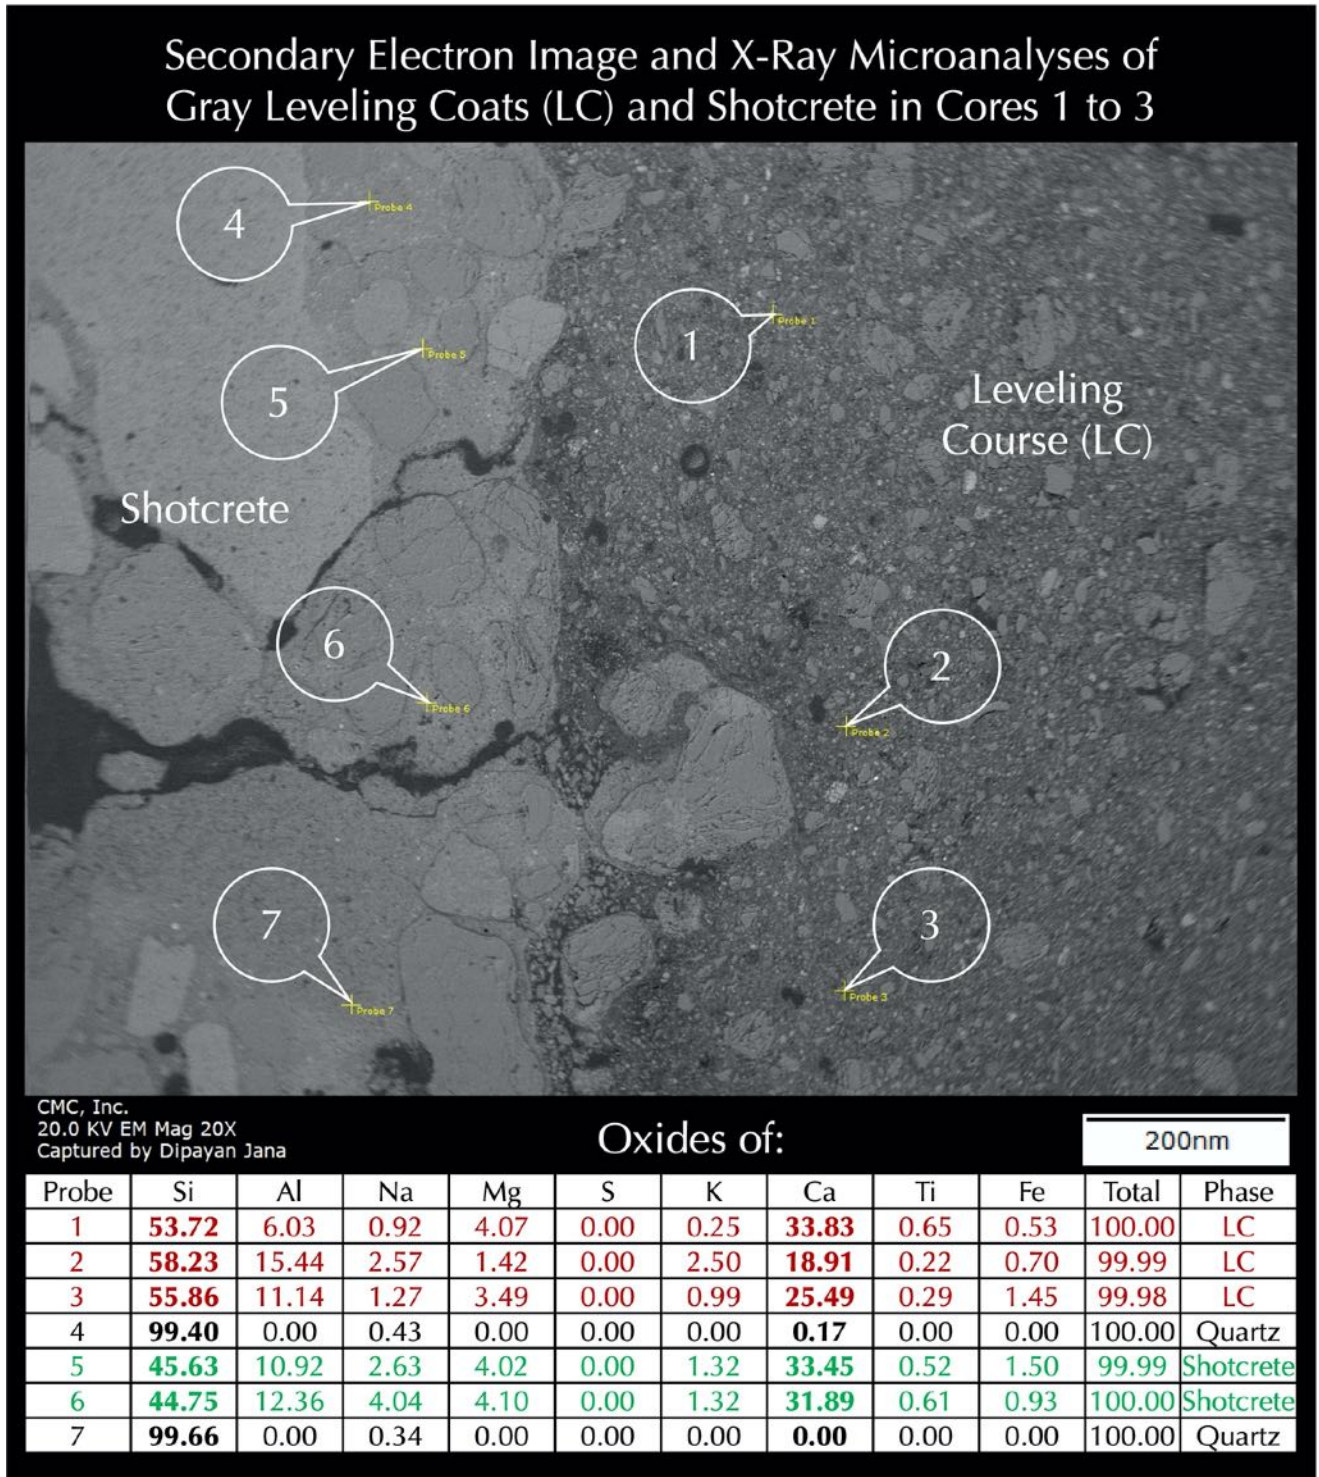 Secondary Electron Image and X-Ray Microanalyses of
Gray Leveling Coats (LC) and Shotcrete in Cores 1 to 3
4
Probe 4
1
Probe 1
5
Probe 5
Leveling
Course (LC)
Shotcrete
6
Probe 6
2
Probe 2
7
Probe 7
3
Probe 3
CMC, Inc.
20.0 KV EM Mag 20X
Captured by Dipayan Jana
Oxides of:
200nm
Probe Si Al Na Mg S K Ca Ti Fe Total Phase
1 53.72 6.03 0.92 4.07 0.00 0.25 33.83 0.65 0.53 100.00 LC
2 58.23 15.44 2.57 1.42 0.00 2.50 18.91 0.22 0.70 99.99 LC
3 55.86 11.14 1.27 3.49 0.00 0.99 25.49 0.29 1.45 99.98 LC
4 99.40 0.00 0.43 0.00 0.00 0.00 0.17 0.00 0.00 100.00 Quartz
5 45.63 10.92 2.63 4.02 0.00 1.32 33.45 0.52 1.50 99.99 Shotcrete
6 44.75 12.36 4.04 4.10 0.00 1.32 31.89 0.61 0.93 100.00 Shotcrete
7 99.66 0.00 0.34 0.00 0.00 0.00 0.00 0.00 0.00 100.00 Quartz